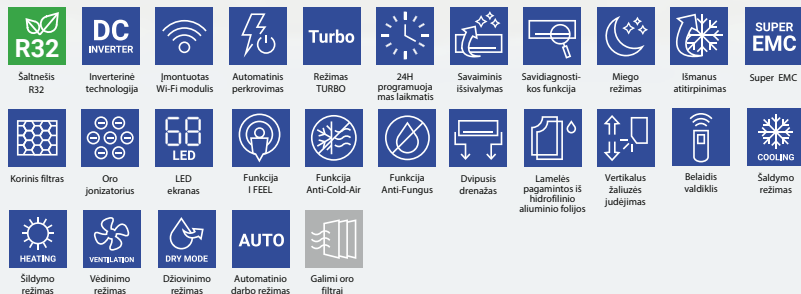 R32
DC
INVERTER
Turbo
SUPER
EMC
Šaltnešis
R32
Inverterinė
technologija
Įmontuotas
Wi-Fi modulis
Automatinis
perkrovimas
Režimas
TURBO
24H
programuoja
mas laikmatis
Savaiminis
išsivalymas
Savidiagnosti-
kos funkcija
Miego
režimas
Išmanus
atitirpinimas
Super EMC
68
LED
COOLING
Korinis filtras
Oro
jonizatorius
LED
ekranas
Funkcija
I FEEL
Funkcija
Anti-Cold-Air
Funkcija
Anti-Fungus
Dvipusis
drenažas
Lamelės
pagamintos iš
hidrofilinio
aliuminio folijos
Vertikalus
žaliuzės
judėjimas
Belaidis
valdiklis
Šaldymo
režimas
HEATING
VENTILATION
DRY MODE
AUTO
Šildymo
režimas
Vėdinimo
režimas
Džiovinimo
režimas
Automatinio
darbo režimas
Galimi oro
filtrai